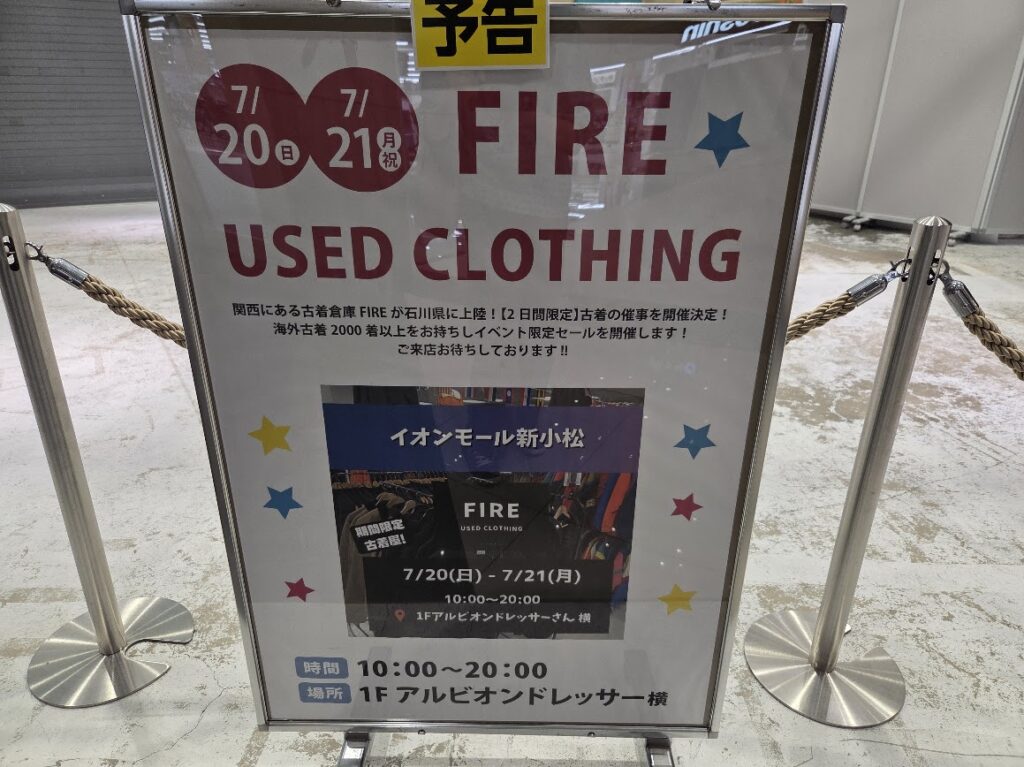 予告
7/20日
7/21月祝
FIRE
USED CLOTHING
関西にある古着倉庫 FIRE が石川県に上陸！【2 日間限定】古着の催事を開催決定！
海外古着 2000 着以上をお持ちしイベント限定セールを開催します！
ご来店お待ちしております !!
イオンモール新小松
FIRE
USED CLOTHING
期間限定
古着屋!
7/20(日) - 7/21(月)
10:00〜20:00
1Fアルビオンドレッサーさん 横
時間 10：00〜20：00
場所 1F アルビオンドレッサー横